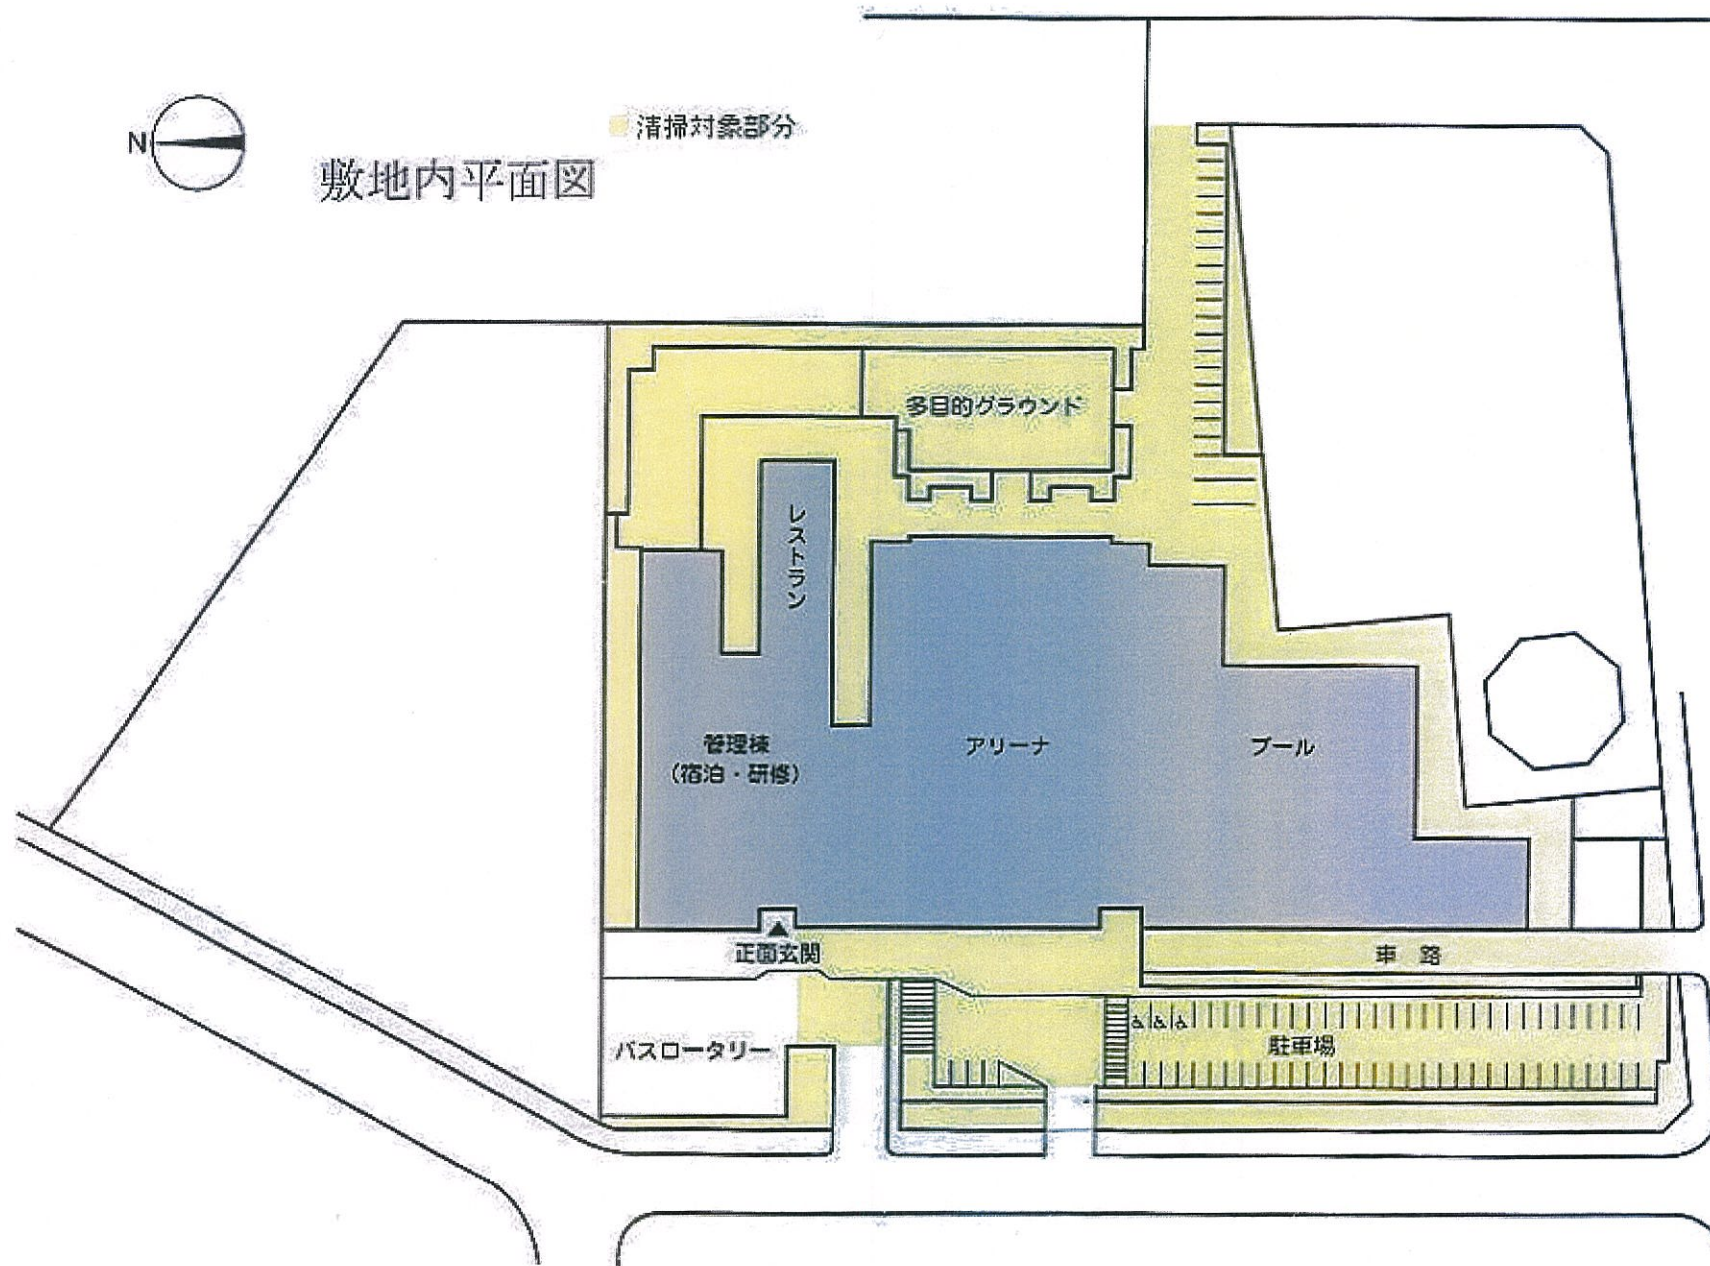 N
清掃対象部分
敷地内平面図
多目的グラウンド
レストラン
管理棟
(宿泊・研修)
アリーナ
プール
正面玄関
車路
バスロータリー
駐車場